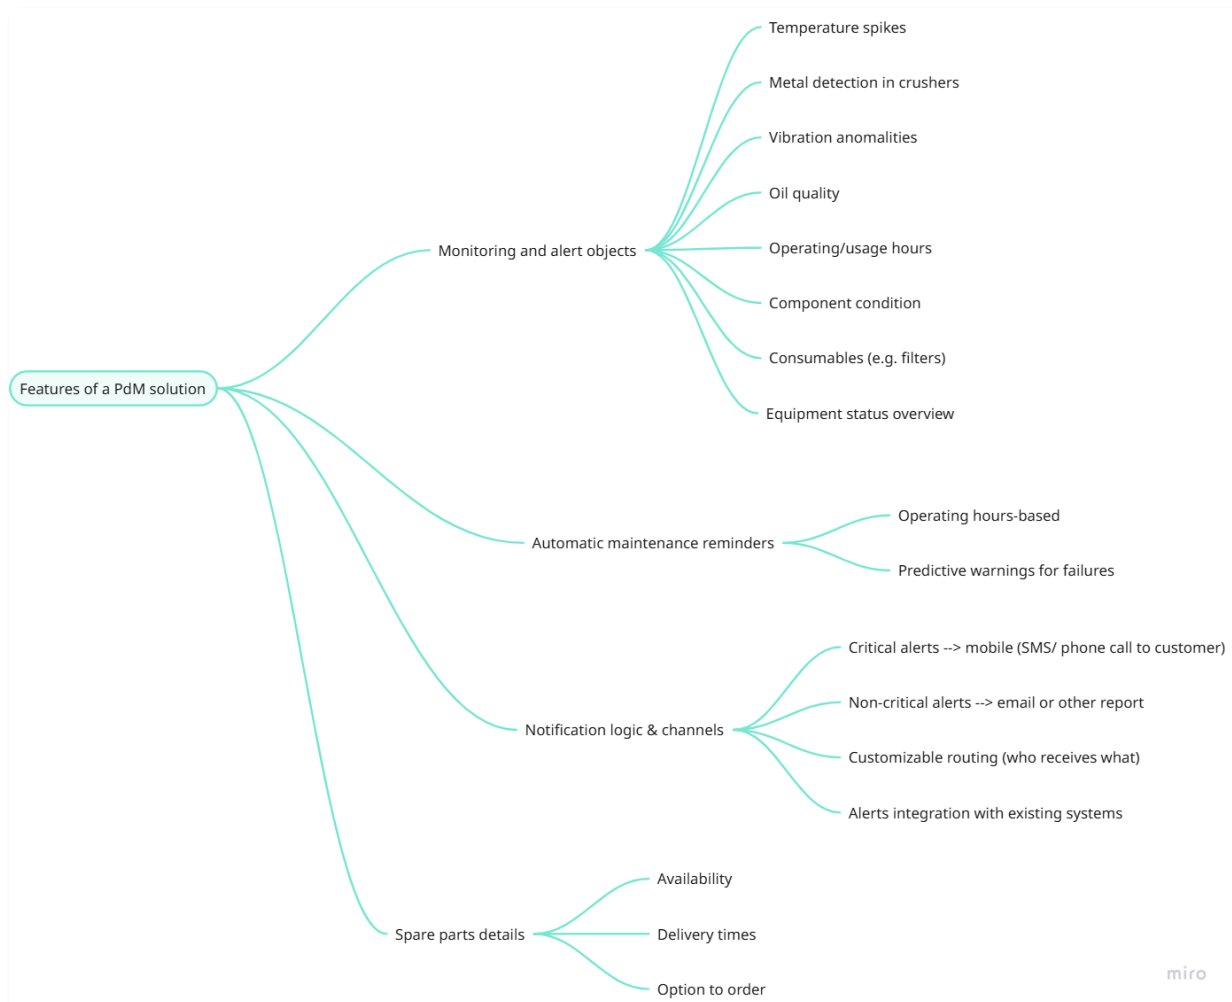 Features of a PdM solution
Monitoring and alert objects
Temperature spikes
Metal detection in crushers
Vibration anomalities
Oil quality
Operating/usage hours
Component condition
Consumables (e.g. filters)
Equipment status overview
Automatic maintenance reminders
Operating hours-based
Predictive warnings for failures
Notification logic & channels
Critical alerts --> mobile (SMS/ phone call to customer)
Non-critical alerts --> email or other report
Customizable routing (who receives what)
Alerts integration with existing systems
Spare parts details
Availability
Delivery times
Option to order
miro